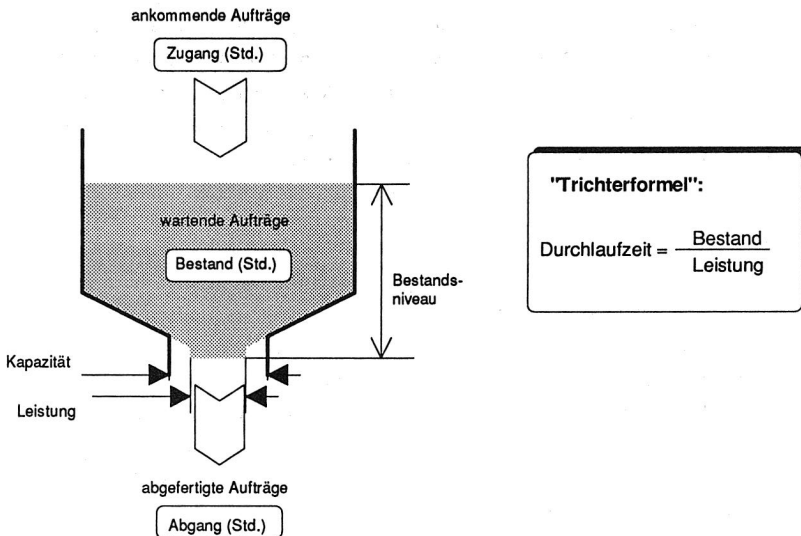 ankommende Aufträge
Zugang (Std.)
wartende Aufträge
Bestand (Std.)
Bestands-
niveau
Kapazität
Leistung
abgefertigte Aufträge
Abgang (Std.)
"Trichterformel":
Durchlaufzeit = Bestand
Leistung